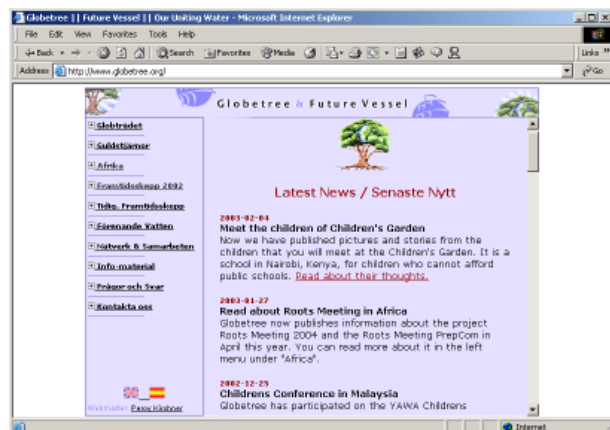 Globetree || Future Vessel || Our Uniting Water - Microsoft Internet Explorer
File Edit View Favorites Tools Help
Back Search Favorites Media Links »
Address http://www.globetree.org/ Go
Globetree & Future Vessel
Globträdet
Guldstjärnor
Afrika
Framtidsskepp 2002
Tidig. Framtidsskepp
Förenande Vatten
Nätverk & Samarbeten
Info-material
Frågor och Svar
Kontakta oss
Webmaster
Latest News / Senaste Nytt
2003-02-04
Meet the children of Children's Garden
Now we have published pictures and stories from the
children that you will meet at the Children's Garden. It is a
school in Nairobi, Kenya, for children who cannot afford
public schools. Read about their thoughts.
2003-01-27
Read about Roots Meeting in Africa
Globetree now publishes information about the project
Roots Meeting 2004 and the Roots Meeting PrepCom in
April this year. You can read more about it in the left
menu under "Africa".
2002-12-25
Childrens Conference in Malaysia
Globetree has participated on the YAWA Childrens
Internet